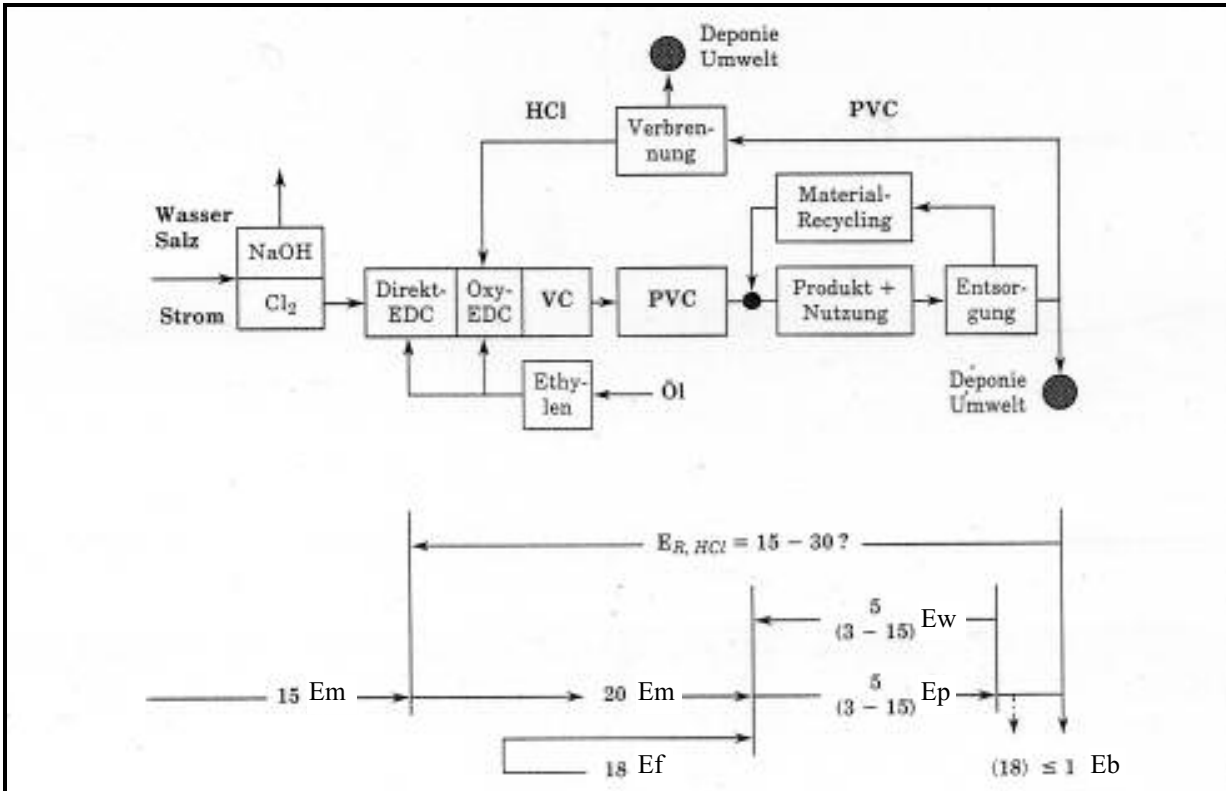 Deponie
Umwelt
HCl
PVC
Verbren-
nung
Material-
Recycling
Wasser
Salz
NaOH
Cl₂
Strom
Direkt-
EDC
Oxy-
EDC
VC
PVC
Produkt +
Nutzung
Entsor-
gung
Ethy-
len
Öl
Deponie
Umwelt
E_R, HCl = 15 – 30 ?
5
(3 – 15) Ew
15 Em
20 Em
5
(3 – 15) Ep
18 Ef
(18) ≤ 1 Eb